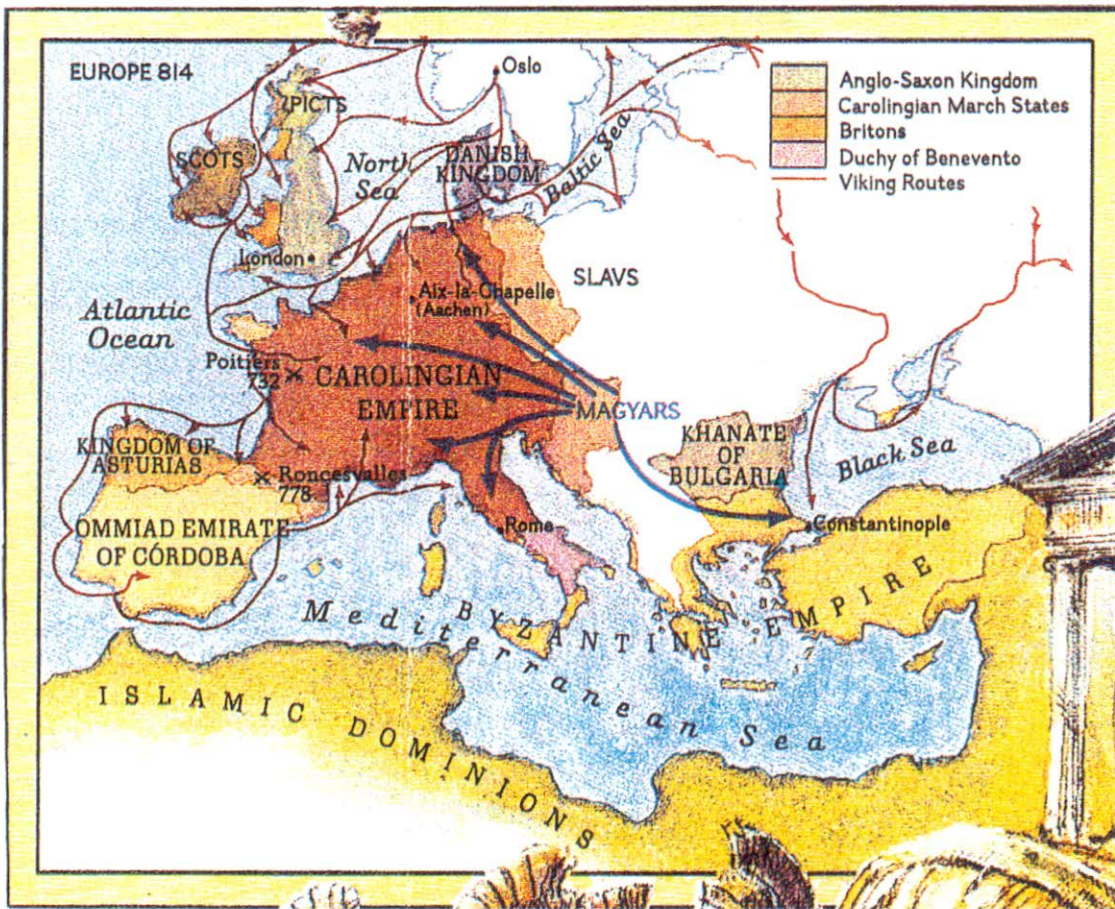 EUROPE 814
Oslo
Anglo-Saxon Kingdom
Carolingian March States
Britons
Duchy of Benevento
Viking Routes
PICTS
SCOTS
North
Sea
DANISH
KINGDOM
Baltic Sea
London
SLAVS
Aix-la-Chapelle
(Aachen)
Atlantic
Ocean
Poitiers
732
CAROLINGIAN
EMPIRE
MAGYARS
KINGDOM OF
ASTURIAS
Roncesvalles
778
KHANATE
OF
BULGARIA
Black Sea
OMMIAD EMIRATE
OF CÓRDOBA
Rome
Constantinople
BYZANTINE EMPIRE
Mediterranean Sea
ISLAMIC DOMINIONS